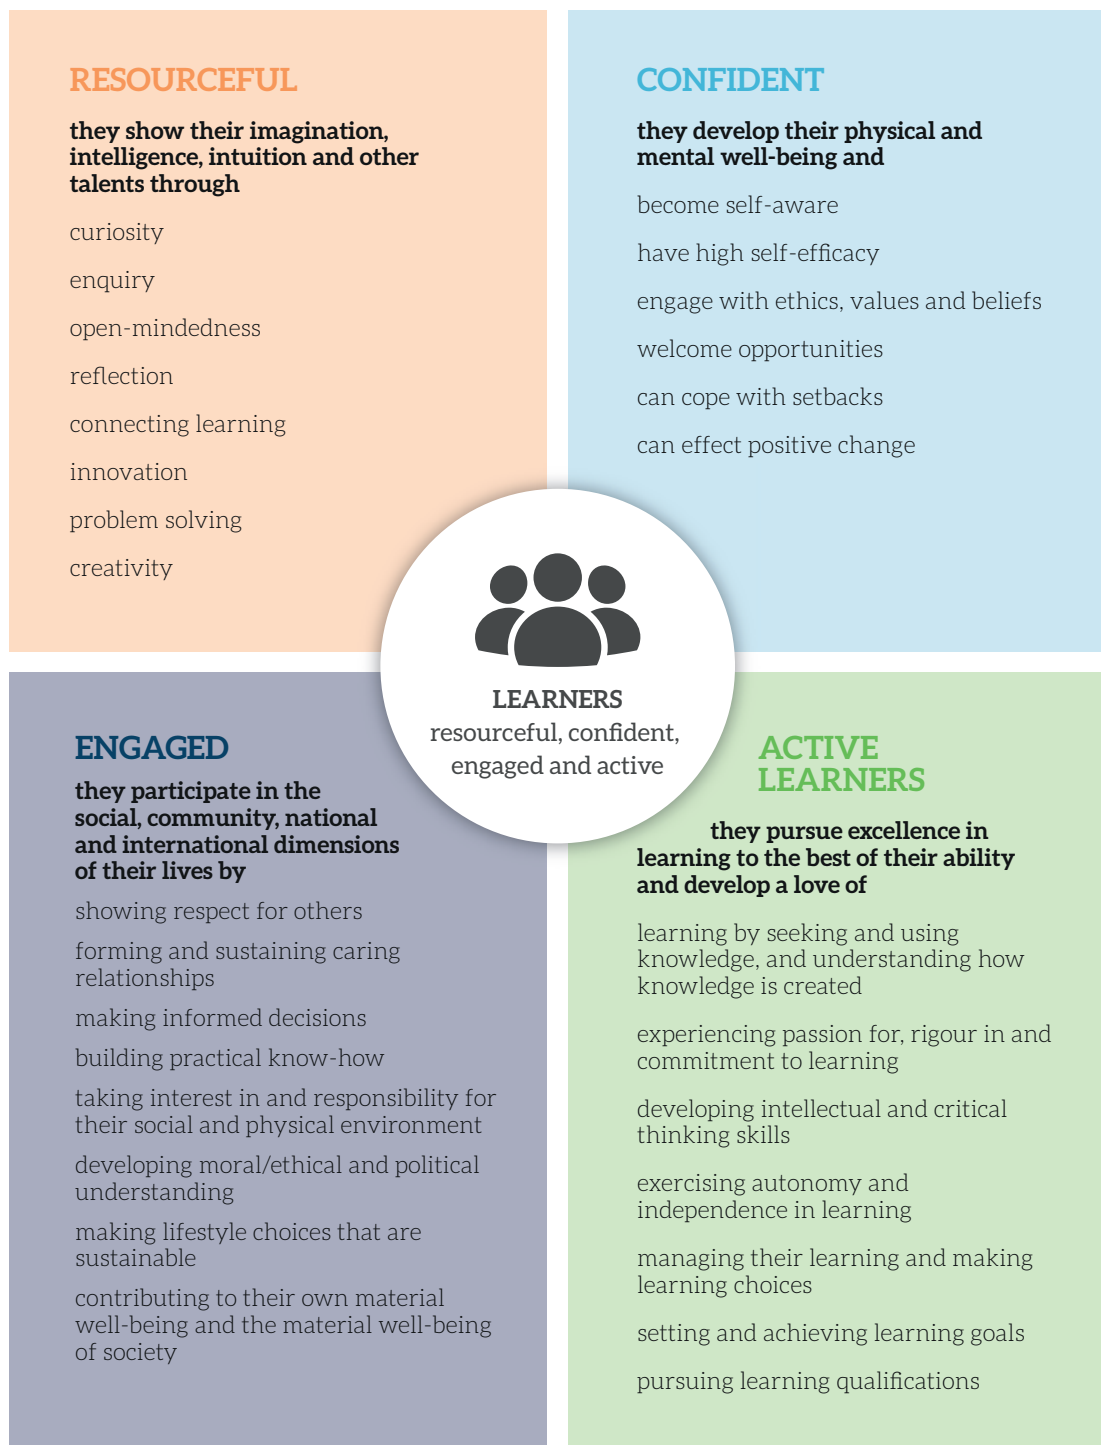 RESOURCEFUL
they show their imagination,
intelligence, intuition and other
talents through
curiosity
enquiry
open-mindedness
reflection
connecting learning
innovation
problem solving
creativity
CONFIDENT
they develop their physical and
mental well-being and
become self-aware
have high self-efficacy
engage with ethics, values and beliefs
welcome opportunities
can cope with setbacks
can effect positive change
LEARNERS
resourceful, confident,
engaged and active
ENGAGED
they participate in the
social, community, national
and international dimensions
of their lives by
showing respect for others
forming and sustaining caring
relationships
making informed decisions
building practical know-how
taking interest in and responsibility for
their social and physical environment
developing moral/ethical and political
understanding
making lifestyle choices that are
sustainable
contributing to their own material
well-being and the material well-being
of society
ACTIVE
LEARNERS
they pursue excellence in
learning to the best of their ability
and develop a love of
learning by seeking and using
knowledge, and understanding how
knowledge is created
experiencing passion for, rigour in and
commitment to learning
developing intellectual and critical
thinking skills
exercising autonomy and
independence in learning
managing their learning and making
learning choices
setting and achieving learning goals
pursuing learning qualifications